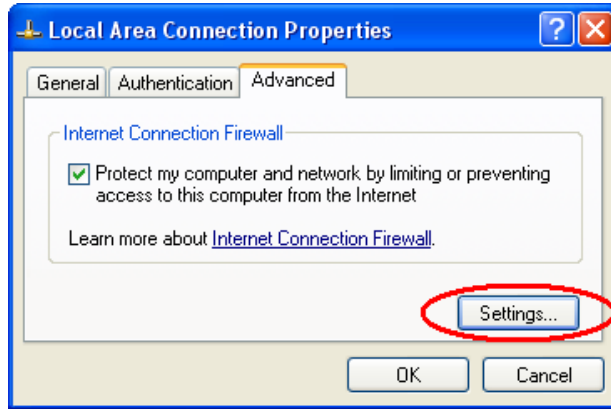 Local Area Connection Properties
General Authentication Advanced
Internet Connection Firewall
Protect my computer and network by limiting or preventing
access to this computer from the Internet
Learn more about Internet Connection Firewall.
Settings...
OK Cancel